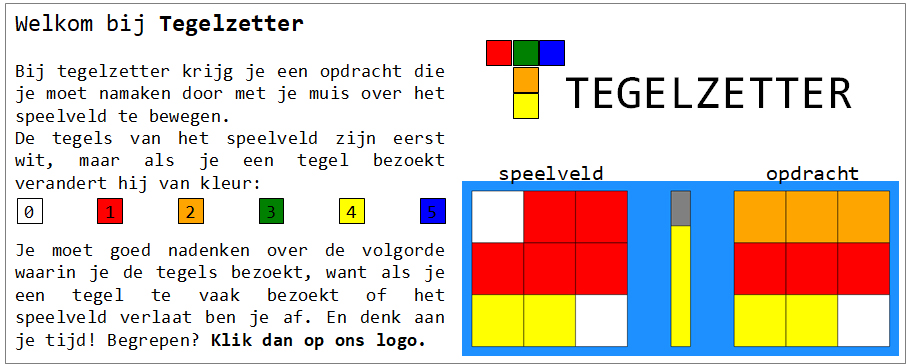 Welkom bij Tegelzetter
Bij tegelzetter krijg je een opdracht die
je moet namaken door met je muis over het
speelveld te bewegen.
De tegels van het speelveld zijn eerst
wit, maar als je een tegel bezoekt
verandert hij van kleur:
0 1 2 3 4 5
Je moet goed nadenken over de volgorde
waarin je de tegels bezoekt, want als je
een tegel te vaak bezoekt of het
speelveld verlaat ben je af. En denk aan
je tijd! Begrepen? Klik dan op ons logo.
TEGELZETTER
speelveld
opdracht